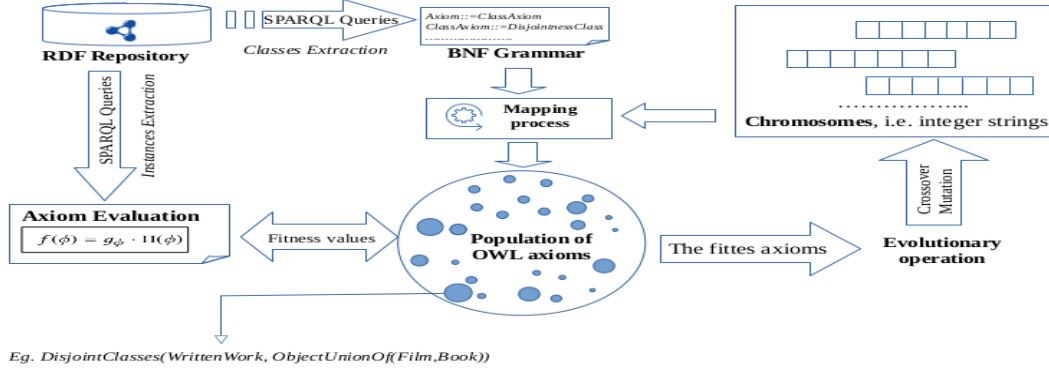 SPARQL Queries
Axiom::=ClassAxiom
ClassAxiom::=DisjointnessClass
.........................
Classes Extraction
RDF Repository
BNF Grammar
SPARQL Queries
Instances Extraction
Mapping
process
....................
Chromosomes, i.e. integer strings
Crossover
Mutation
Axiom Evaluation
f(ϕ) = gϕ · Π(ϕ)
Fitness values
Population of
OWL axioms
The fittes axioms
Evolutionary
operation
Eg. DisjointClasses(WrittenWork, ObjectUnionOf(Film,Book))